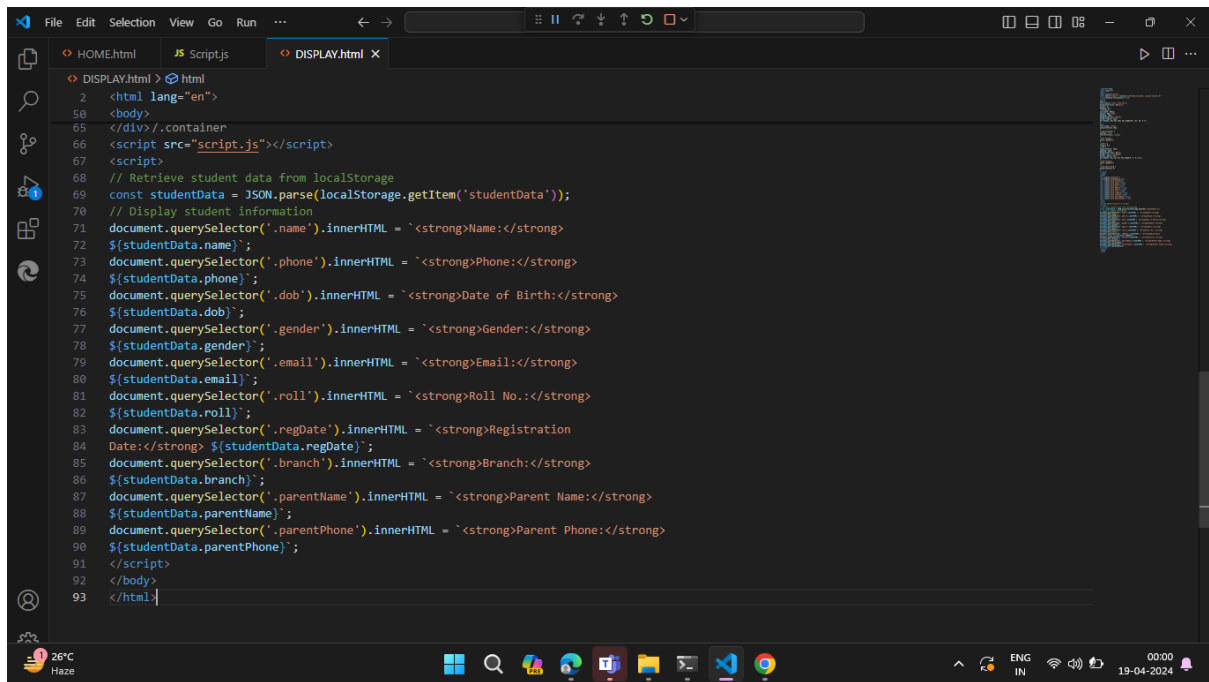 File Edit Selection View Go Run ···
HOME.html JS Script.js DISPLAY.html
DISPLAY.html > html
2 <html lang="en">
50 <body>
65 </div>/.container
66 <script src="script.js"></script>
67 <script>
68 // Retrieve student data from localStorage
69 const studentData = JSON.parse(localStorage.getItem('studentData'));
70 // Display student information
71 document.querySelector('.name').innerHTML = `<strong>Name:</strong>
72 ${studentData.name}`;
73 document.querySelector('.phone').innerHTML = `<strong>Phone:</strong>
74 ${studentData.phone}`;
75 document.querySelector('.dob').innerHTML = `<strong>Date of Birth:</strong>
76 ${studentData.dob}`;
77 document.querySelector('.gender').innerHTML = `<strong>Gender:</strong>
78 ${studentData.gender}`;
79 document.querySelector('.email').innerHTML = `<strong>Email:</strong>
80 ${studentData.email}`;
81 document.querySelector('.roll').innerHTML = `<strong>Roll No.:</strong>
82 ${studentData.roll}`;
83 document.querySelector('.regDate').innerHTML = `<strong>Registration
84 Date:</strong> ${studentData.regDate}`;
85 document.querySelector('.branch').innerHTML = `<strong>Branch:</strong>
86 ${studentData.branch}`;
87 document.querySelector('.parentName').innerHTML = `<strong>Parent Name:</strong>
88 ${studentData.parentName}`;
89 document.querySelector('.parentPhone').innerHTML = `<strong>Parent Phone:</strong>
90 ${studentData.parentPhone}`;
91 </script>
92 </body>
93 </html>
1
1
26°C
Haze
PRE
ENG
IN
00:00
19-04-2024